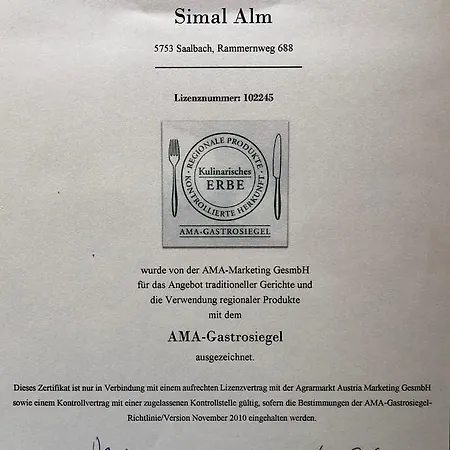 Simal Alm
5753 Saalbach, Rammernweg 688
Lizenznummer: 102245
REGIONALE PRODUKTE
Kulinarisches
ERBE
KONTROLLIERTE HERKUNFT
AMA-GASTROSIEGEL
wurde von der AMA-Marketing GesmbH
für das Angebot traditioneller Gerichte und
die Verwendung regionaler Produkte
mit dem
AMA-Gastrosiegel
ausgezeichnet.
Dieses Zertifikat ist nur in Verbindung mit einem aufrechten Lizenzvertrag mit der Agrarmarkt Austria Marketing GesmbH
sowie einem Kontrollvertrag mit einer zugelassenen Kontrollstelle gültig, sofern die Bestimmungen der AMA-Gastrosiegel-
Richtlinie/Version November 2010 eingehalten werden.